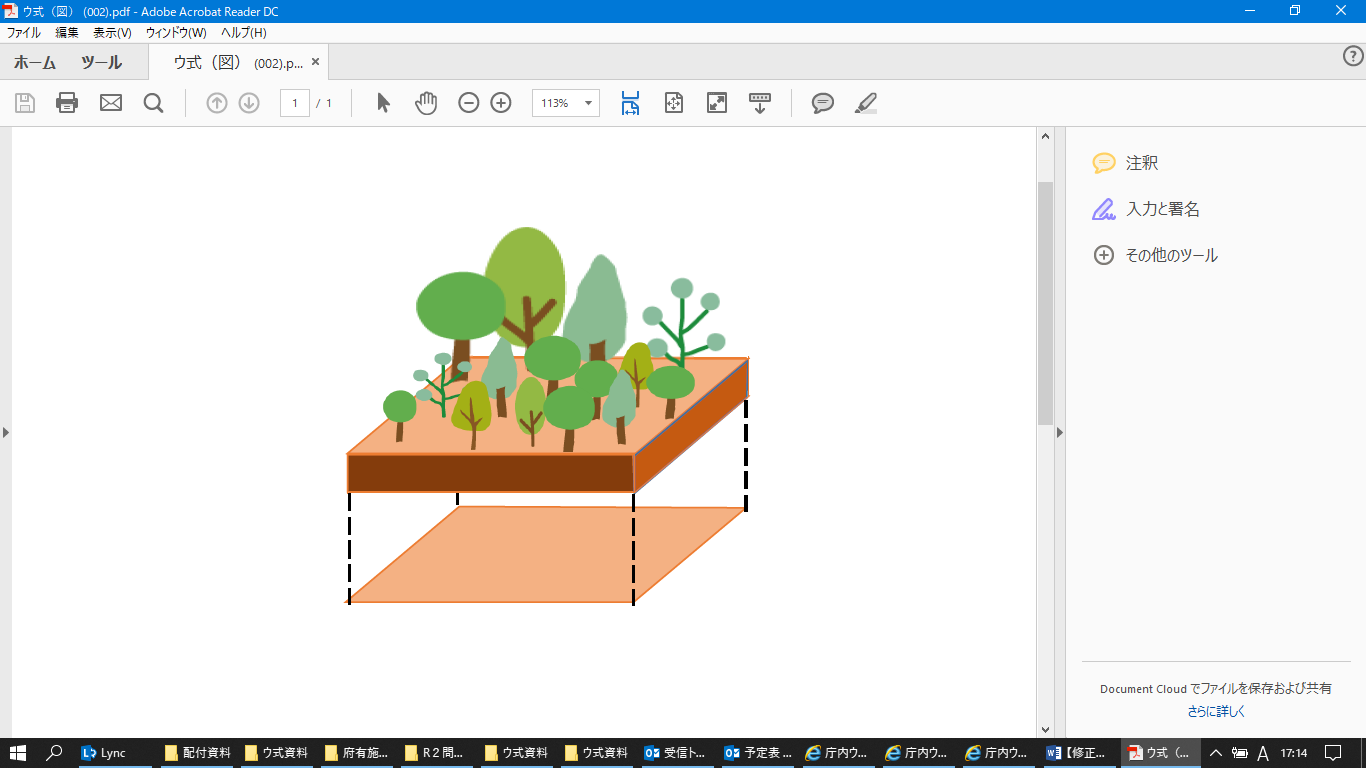 ウ式（図） (002).pdf - Adobe Acrobat Reader DC
ファイル 編集 表示(V) ウィンドウ(W) ヘルプ(H)
ホーム ツール ウ式（図） (002).p... ×
1 / 1 113%
注釈
入力と署名
その他のツール
Document Cloud でファイルを保存および共有
さらに詳しく
Lync 配付資料 ウ式資料 府有施... R２問... ウ式資料 ウ式資料 受信ト... 予定表 ... 庁内ウ... 庁内ウ... 庁内ウ... 【修正... ウ式（... A 17:14